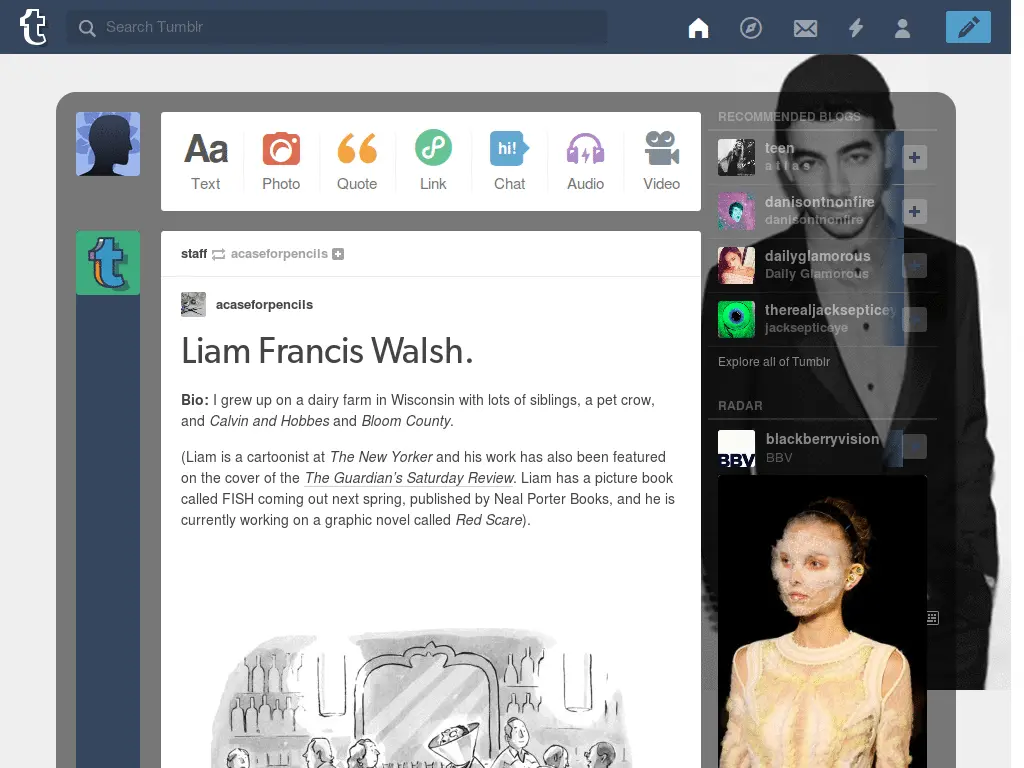 Search Tumblr
Aa
hi!
Text
Photo
Quote
Link
Chat
Audio
Video
staff acaseforpencils
acaseforpencils
Liam Francis Walsh.
Bio: I grew up on a dairy farm in Wisconsin with lots of siblings, a pet crow,
and Calvin and Hobbes and Bloom County.
(Liam is a cartoonist at The New Yorker and his work has also been featured
on the cover of the The Guardian’s Saturday Review. Liam has a picture book
called FISH coming out next spring, published by Neal Porter Books, and he is
currently working on a graphic novel called Red Scare).
RECOMMENDED BLOGS
teen
a t l a s
danisontnonfire
danisontnonfire
dailyglamorous
Daily Glamorous
therealjacksepticey
jacksepticeye
Explore all of Tumblr
RADAR
blackberryvision
BBV
BBV